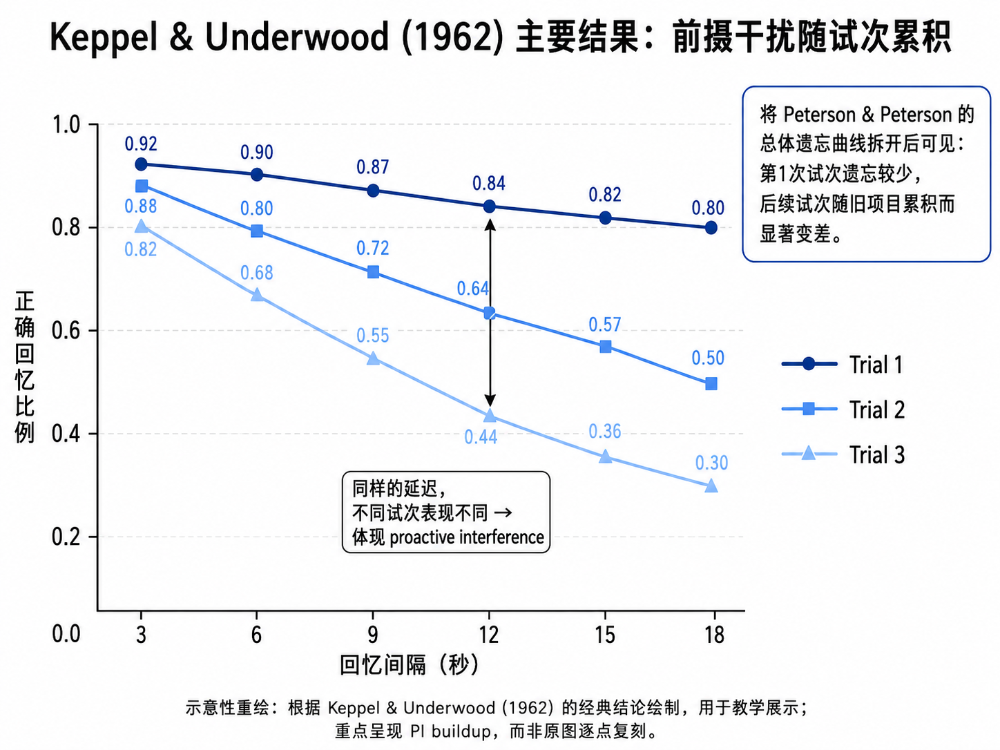 Keppel & Underwood (1962) 主要结果：前摄干扰随试次累积
将 Peterson & Peterson 的
总体遗忘曲线拆开后可见：
第1次试次遗忘较少，
后续试次随旧项目累积而
显著变差。
正确回忆比例
1.0
0.8
0.6
0.4
0.2
0.0
0.92
0.90
0.87
0.84
0.82
0.80
0.88
0.80
0.72
0.64
0.57
0.50
0.82
0.68
0.55
0.44
0.36
0.30
Trial 1
Trial 2
Trial 3
同样的延迟，
不同试次表现不同 →
体现 proactive interference
3
6
9
12
15
18
回忆间隔（秒）
示意性重绘：根据 Keppel & Underwood (1962) 的经典结论绘制，用于教学展示；
重点呈现 PI buildup，而非原图逐点复刻。